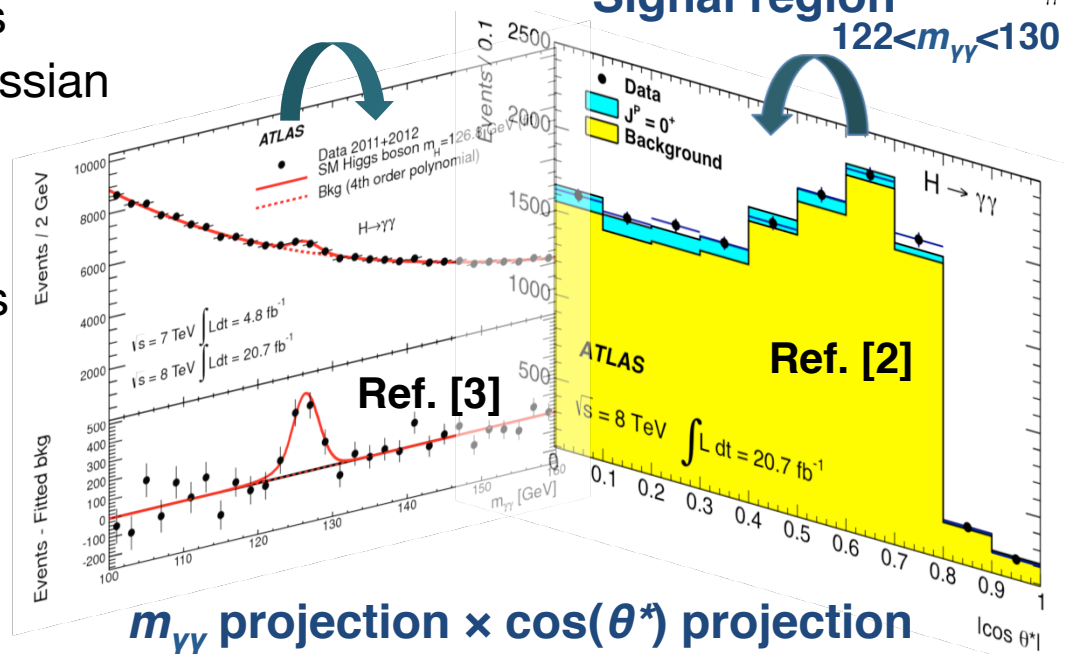 s
ssian
s
Signal region
122<mγγ<130
ATLAS
Data 2011+2012
SM Higgs boson mH=126.8 GeV
Bkg (4th order polynomial)
H→γγ
Events / 2 GeV
10000
8000
6000
4000
2000
√s = 7 TeV ∫Ldt = 4.8 fb⁻¹
√s = 8 TeV ∫Ldt = 20.7 fb⁻¹
Ref. [3]
Events - Fitted bkg
500
400
300
200
100
0
-100
-200
100 110 120 130 140 150 160
mγγ [GeV]
Events / 0.1
2500
2000
1500
1000
500
0
Data
Jᴾ = 0⁺
Background
H → γγ
ATLAS
Ref. [2]
√s = 8 TeV ∫L dt = 20.7 fb⁻¹
0.1 0.2 0.3 0.4 0.5 0.6 0.7 0.8 0.9 1
|cos θ*|
mγγ projection × cos(θ*) projection